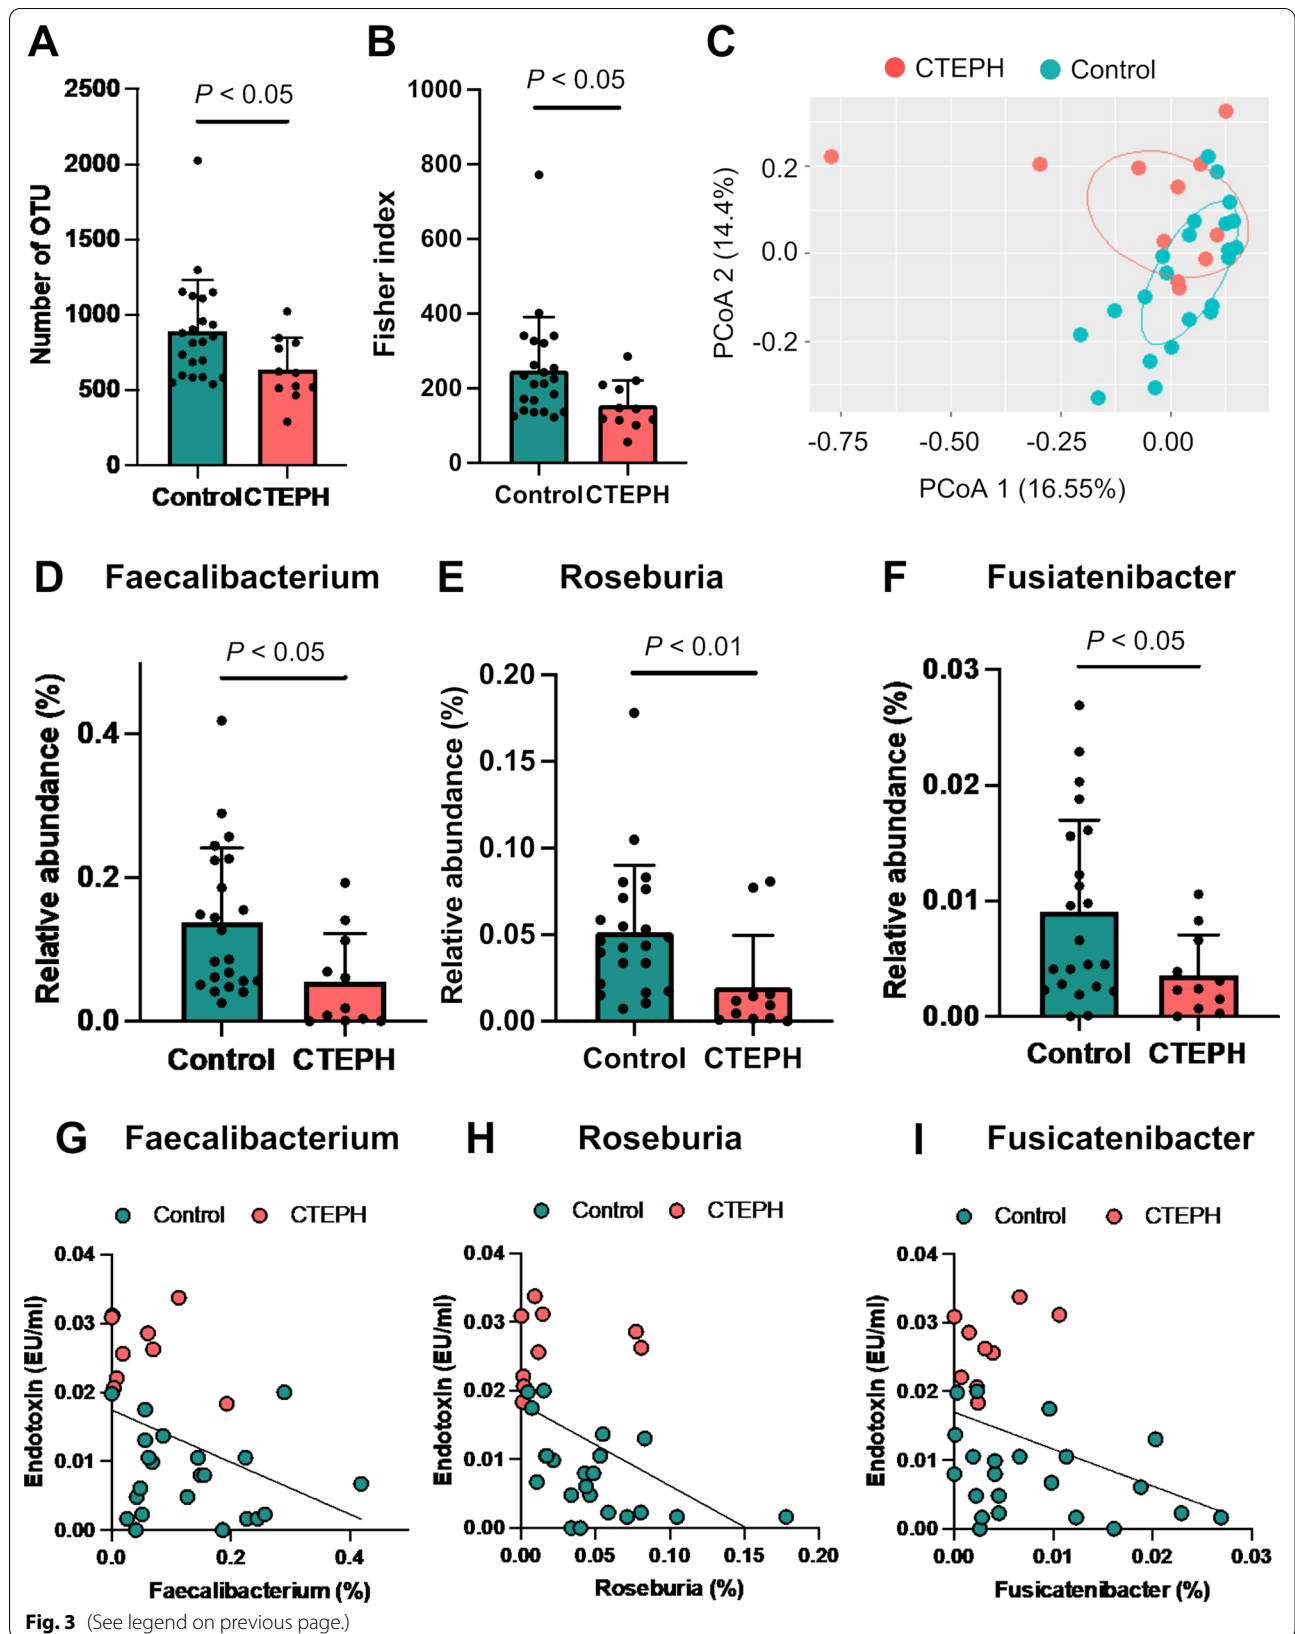 A
B
C
CTEPH
Control
2500
2000
1500
1000
500
0
Number of OTU
P < 0.05
Control
CTEPH
1000
800
600
400
200
0
Fisher index
P < 0.05
Control
CTEPH
0.2
0.0
-0.2
PCoA 2 (14.4%)
-0.75
-0.50
-0.25
0.00
PCoA 1 (16.55%)
D
Faecalibacterium
P < 0.05
0.4
0.2
0.0
Relative abundance (%)
Control
CTEPH
E
Roseburia
P < 0.01
0.20
0.15
0.10
0.05
0.00
Relative abundance (%)
Control
CTEPH
F
Fusiatenibacter
P < 0.05
0.03
0.02
0.01
0.00
Relative abundance (%)
Control
CTEPH
G
Faecalibacterium
Control
CTEPH
0.04
0.03
0.02
0.01
0.00
Endotoxin (EU/ml)
0.0
0.2
0.4
Faecalibacterium (%)
H
Roseburia
Control
CTEPH
0.04
0.03
0.02
0.01
0.00
Endotoxin (EU/ml)
0.00
0.05
0.10
0.15
0.20
Roseburia (%)
I
Fusicatenibacter
Control
CTEPH
0.04
0.03
0.02
0.01
0.00
Endotoxin (EU/ml)
0.00
0.01
0.02
0.03
Fusicatenibacter (%)
Fig. 3 (See legend on previous page.)